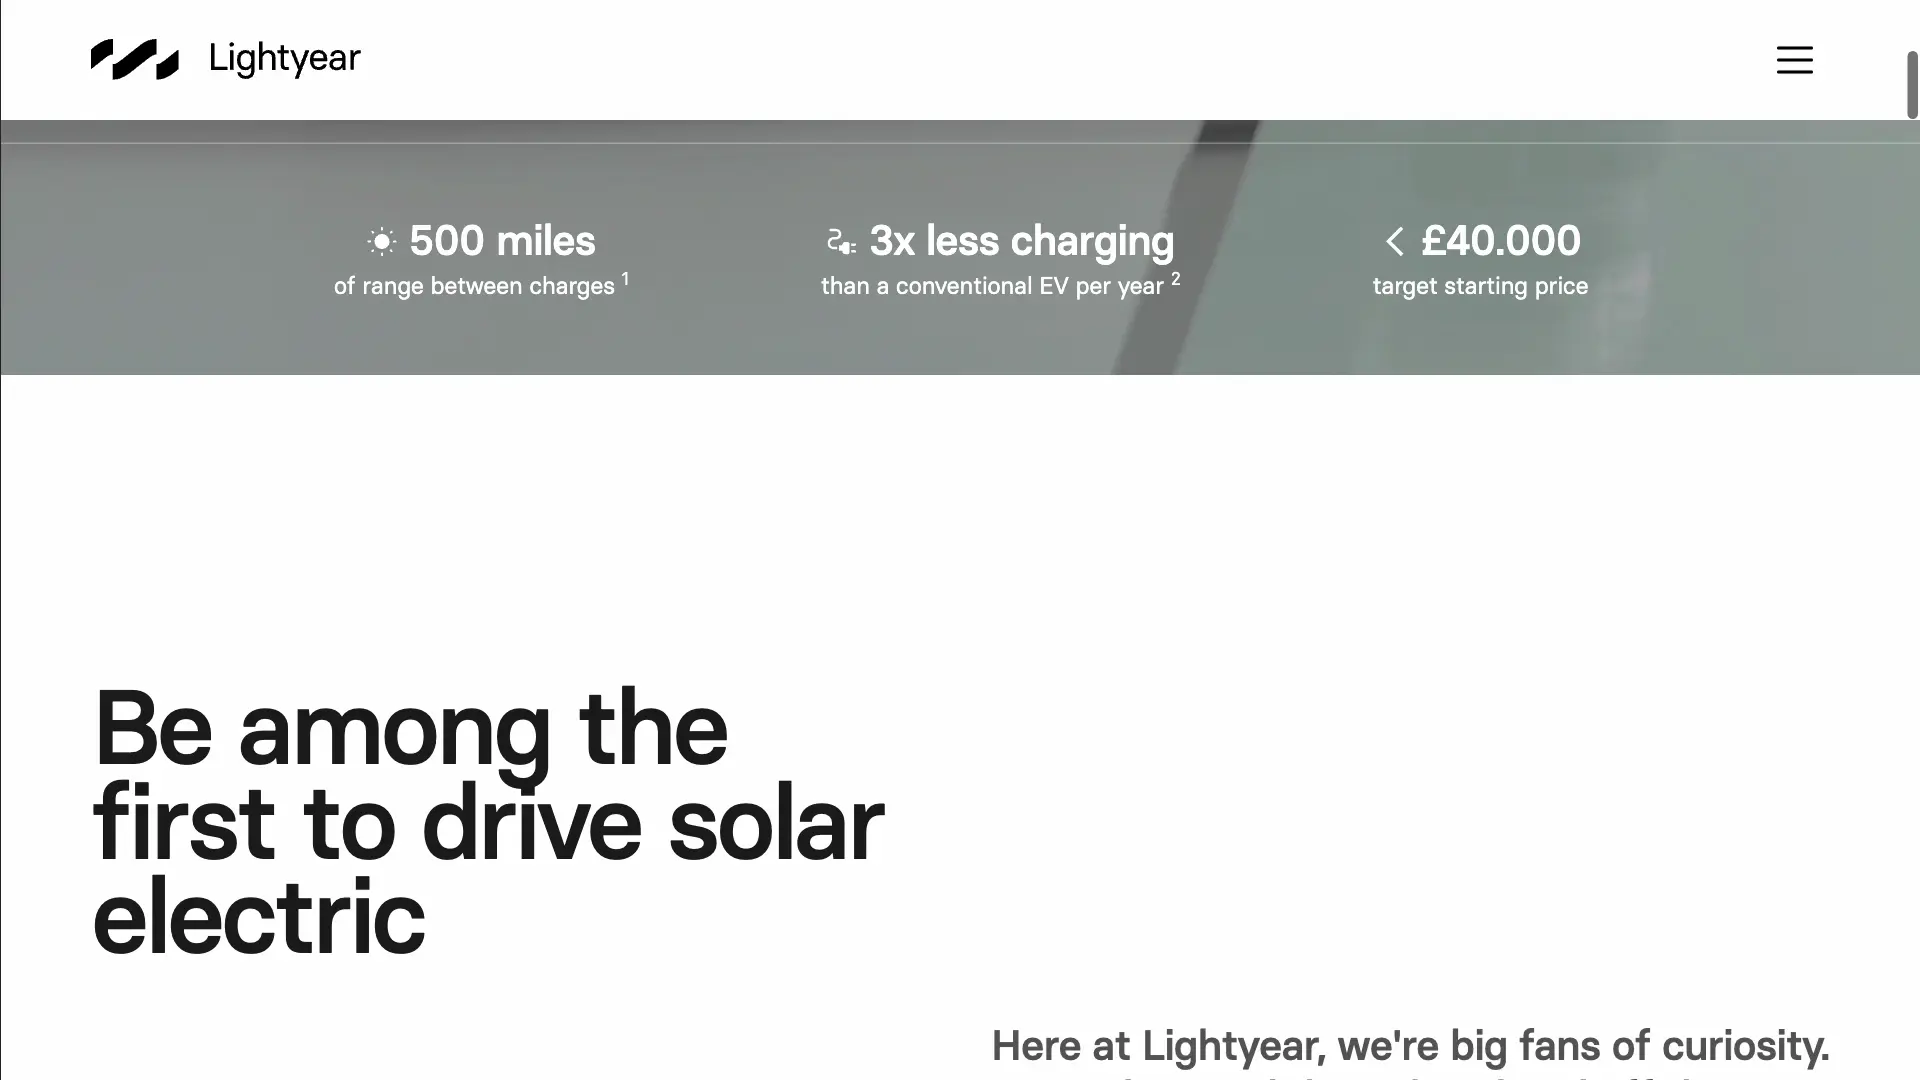 Lightyear
500 miles
of range between charges 1
3x less charging
than a conventional EV per year 2
< £40.000
target starting price
Be among the
first to drive solar
electric
Here at Lightyear, we're big fans of curiosity.